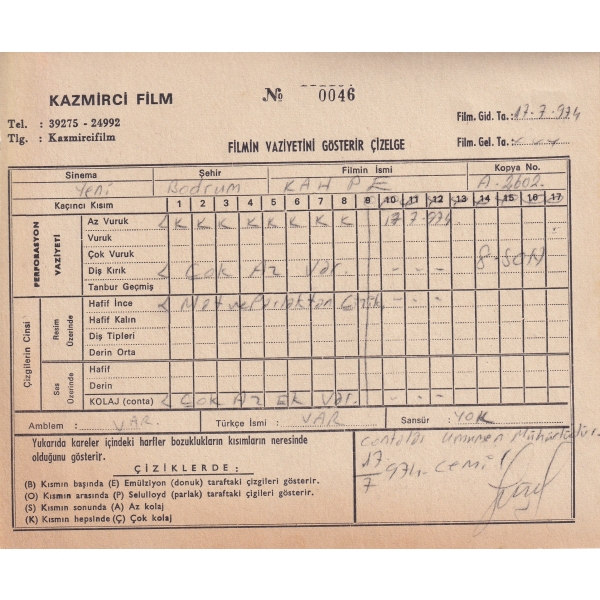 KAZMİRCİ FİLM
№ 0046
Film. Gid. Ta.: 17.7.974
Tel. : 39275 - 24992
Tlg. : Kazmircifilm
Film. Gel. Ta.:
FİLMİN VAZİYETİNİ GÖSTERİR ÇİZELGE
Sinema Şehir Filmin İsmi Kopya No.
Yeni Bodrum KAHPE A-2602.
Kaçıncı Kısım 1 2 3 4 5 6 7 8 9 10 11 12 13 14 15 16 17
PERFORASYON VAZİYETİ
Az Vuruk K K K K K K K K 17 7-974.
Vuruk
Çok Vuruk 8-SON
Diş Kırık Çok Az Var. - - -
Tanbur Geçmiş
Çizgilerin Cinsi
Resim Üzerinde
Hafif İnce - - -
Hafif Kalın
Diş Tipleri
Derin Orta
Ses Üzerinde
Hafif
Derin
KOLAJ (conta) Çok Az Ek Var. - - -
Amblem : VAR. Türkçe İsmi : VAR Sansür : YOK
Yukarıda kareler içindeki harfler bozuklukların kısımların neresinde
olduğunu gösterir.
ÇİZİKLERDE :
(B) Kısmın başında (E) Emülziyon (donuk) taraftaki çizgileri gösterir.
(O) Kısmın arasında (P) Selulloyd (parlak) taraftaki çigileri gösterir.
(S) Kısmın sonunda (A) Az kolaj
(K) Kısmın hepsinde (Ç) Çok kolaj
17
7 974. Cemil